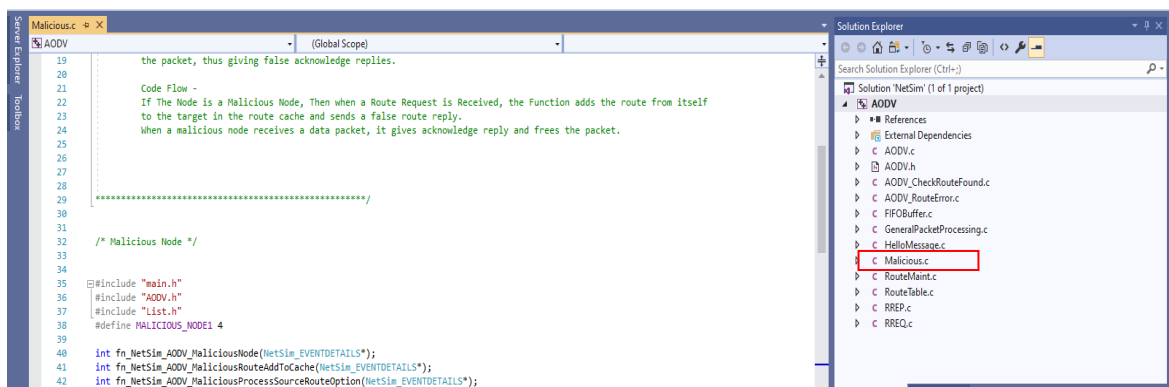 Server Explorer
Toolbox
Malicious.c
AODV
(Global Scope)
19 the packet, thus giving false acknowledge replies.
20
21 Code Flow -
22 If The Node is a Malicious Node, Then when a Route Request is Received, the Function adds the route from itself
23 to the target in the route cache and sends a false route reply.
24 When a malicious node receives a data packet, it gives acknowledge reply and frees the packet.
25
26
27
28
29 *****************************************************/
30
31
32 /* Malicious Node */
33
34
35 #include "main.h"
36 #include "AODV.h"
37 #include "List.h"
38 #define MALICIOUS_NODE1 4
39
40 int fn_NetSim_AODV_MaliciousNode(NetSim_EVENTDETAILS*);
41 int fn_NetSim_AODV_MaliciousRouteAddToCache(NetSim_EVENTDETAILS*);
42 int fn_NetSim_AODV_MaliciousProcessSourceRouteOption(NetSim_EVENTDETAILS*);
Solution Explorer
Search Solution Explorer (Ctrl+;)
Solution 'NetSim' (1 of 1 project)
AODV
References
External Dependencies
C AODV.c
h AODV.h
C AODV_CheckRouteFound.c
C AODV_RouteError.c
C FIFOBuffer.c
C GeneralPacketProcessing.c
C HelloMessage.c
C Malicious.c
C RouteMaint.c
C RouteTable.c
C RREP.c
C RREQ.c